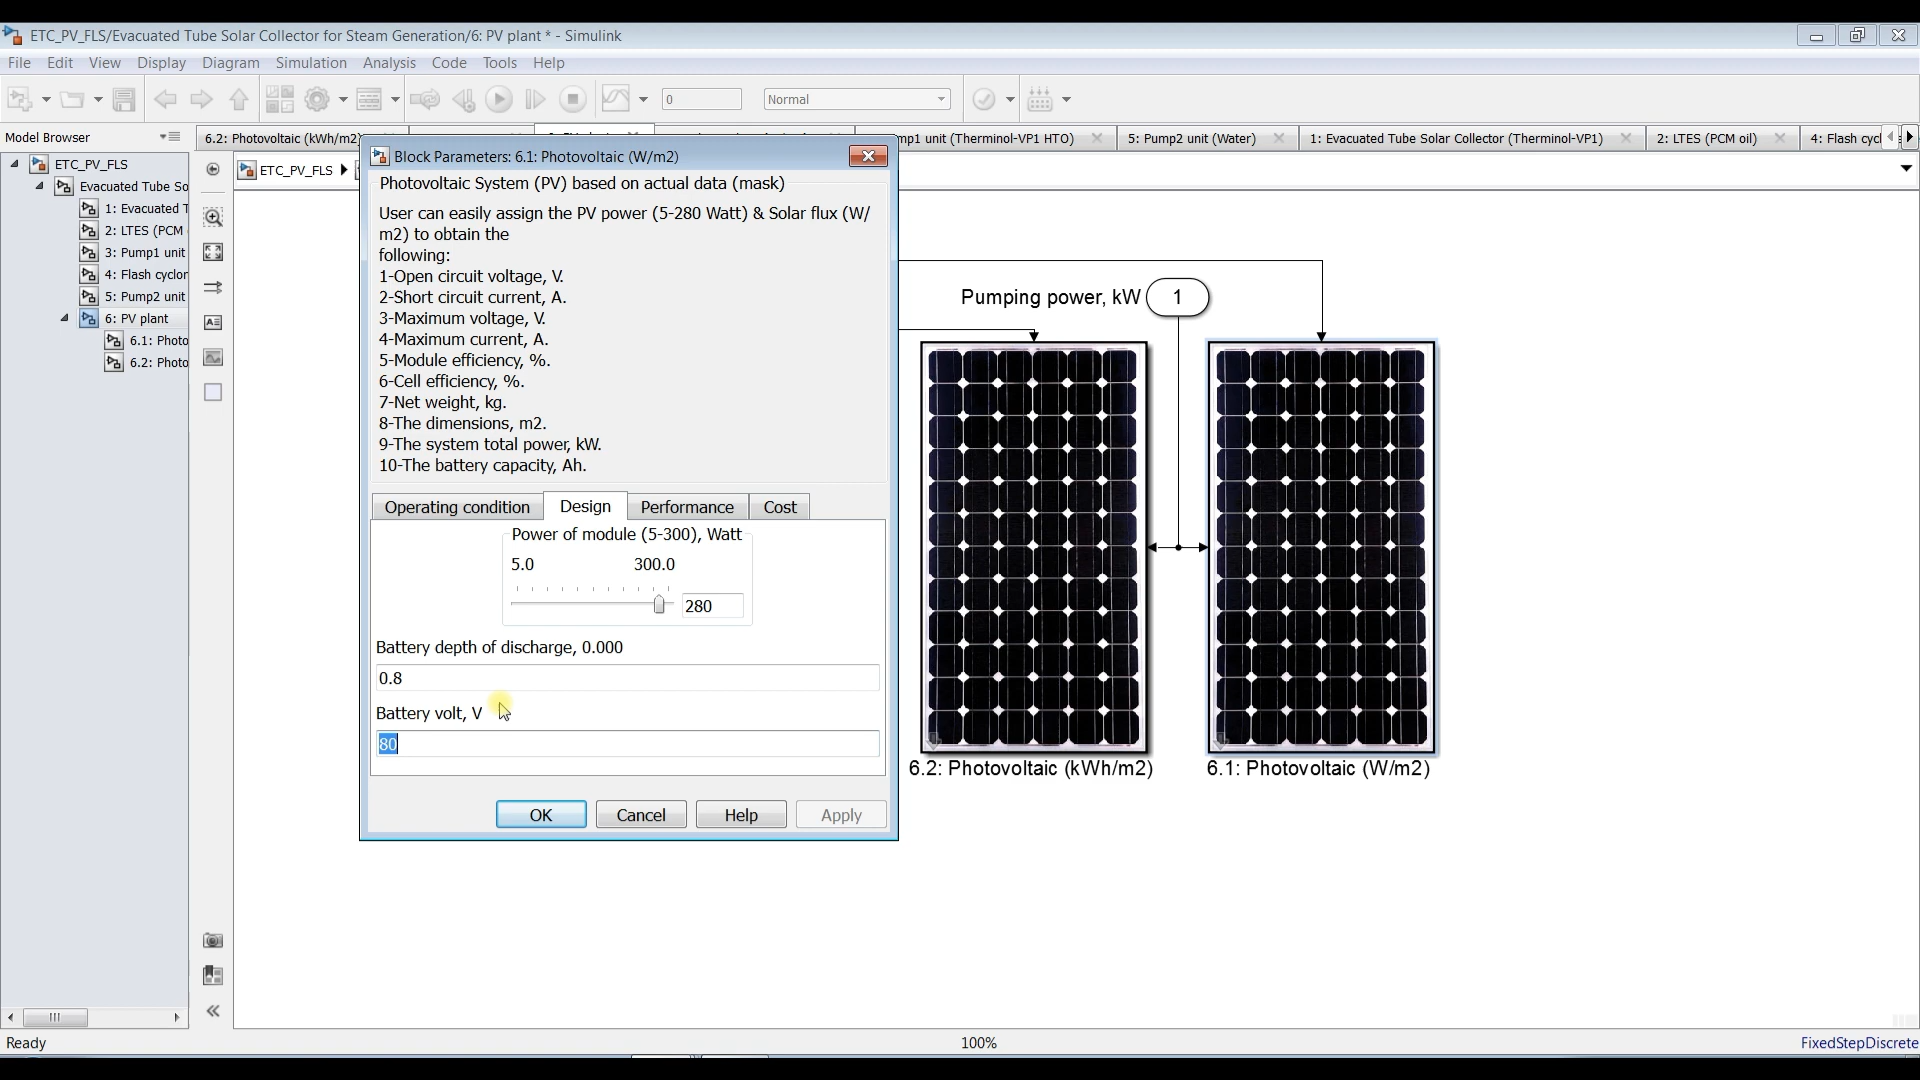 ETC_PV_FLS/Evacuated Tube Solar Collector for Steam Generation/6: PV plant * - Simulink
File Edit View Display Diagram Simulation Analysis Code Tools Help
0
Normal
Model Browser
6.2: Photovoltaic (kWh/m2)
mp1 unit (Therminol-VP1 HTO)
5: Pump2 unit (Water)
1: Evacuated Tube Solar Collector (Therminol-VP1)
2: LTES (PCM oil)
4: Flash cycl
ETC_PV_FLS
Evacuated Tube So
1: Evacuated T
2: LTES (PCM
3: Pump1 unit
4: Flash cyclor
5: Pump2 unit
6: PV plant
6.1: Photo
6.2: Photo
ETC_PV_FLS
Block Parameters: 6.1: Photovoltaic (W/m2)
Photovoltaic System (PV) based on actual data (mask)
User can easily assign the PV power (5-280 Watt) & Solar flux (W/
m2) to obtain the
following:
1-Open circuit voltage, V.
2-Short circuit current, A.
3-Maximum voltage, V.
4-Maximum current, A.
5-Module efficiency, %.
6-Cell efficiency, %.
7-Net weight, kg.
8-The dimensions, m2.
9-The system total power, kW.
10-The battery capacity, Ah.
Operating condition
Design
Performance
Cost
Power of module (5-300), Watt
5.0 300.0
280
Battery depth of discharge, 0.000
0.8
Battery volt, V
80
OK
Cancel
Help
Apply
Pumping power, kW
1
6.2: Photovoltaic (kWh/m2)
6.1: Photovoltaic (W/m2)
Ready
100%
FixedStepDiscrete